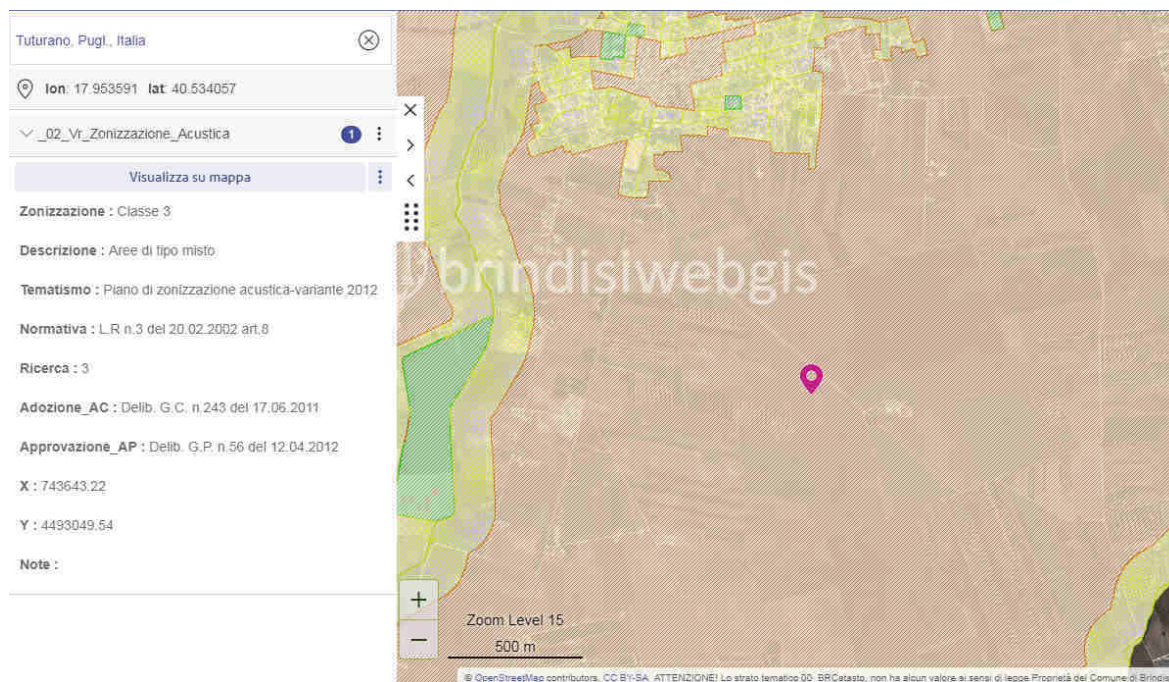 Tuturano, Pugl., Italia
lon: 17.953591 lat: 40.534057
_02_Vr_Zonizzazione_Acustica 1
Visualizza su mappa
Zonizzazione : Classe 3
Descrizione : Aree di tipo misto
Tematismo : Piano di zonizzazione acustica-variante 2012
Normativa : L.R n.3 del 20.02.2002 art.8
Ricerca : 3
Adozione_AC : Delib. G.C. n.243 del 17.06.2011
Approvazione_AP : Delib. G.P. n.56 del 12.04.2012
X : 743643.22
Y : 4493049.54
Note :
brindisiwebgis
Zoom Level 15
500 m
© OpenStreetMap contributors, CC BY-SA ATTENZIONE! Lo strato tematico 00_BRCatasto, non ha alcun valore ai sensi di legge Proprietà del Comune di Brindisi